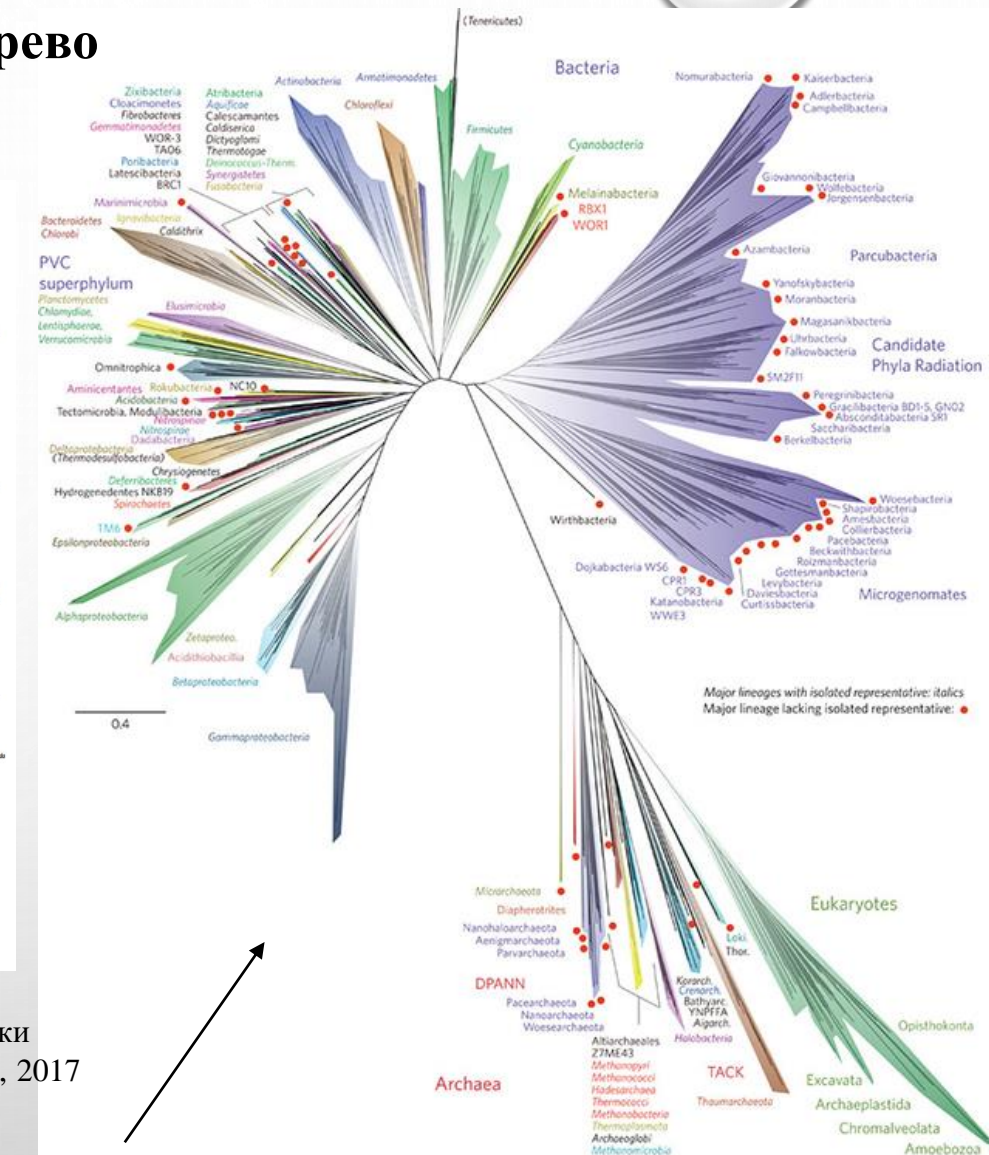 рево
(Tenericutes)
Bacteria
Zixibacteria
Cloacimonetes
Fibrobacteres
Gemmatimonadetes
WOR-3
TA06
Poribacteria
Latescibacteria
BRC1
Atribacteria
Aquificae
Calescamantes
Caldiserica
Dictyoglomi
Thermotogae
Deinococcus-Therm.
Synergistetes
Fusobacteria
Actinobacteria
Armatimonadetes
Chloroflexi
Firmicutes
Cyanobacteria
Melainabacteria
RBX1
WOR1
Nomurabacteria
Kaiserbacteria
Adlerbacteria
Campbellbacteria
Giovannonibacteria
Wolfebacteria
Jorgensenbacteria
Azambacteria
Parcubacteria
Yanofskybacteria
Moranbacteria
Magasanikbacteria
Uhrbacteria
Falkowbacteria
Candidate
Phyla Radiation
SM2F11
Peregrinibacteria
Gracilibacteria BD1-5, GN02
Absconditabacteria SR1
Saccharibacteria
Berkelbacteria
Marinimicrobia
Bacteroidetes
Chlorobi
Ignavibacteria
Caldithrix
PVC
superphylum
Planctomycetes
Chlamydiae,
Lentisphaerae,
Verrucomicrobia
Elusimicrobia
Omnitrophica
Aminicentantes
Rokubacteria
NC10
Acidobacteria
Tectomicrobia, Modulibacteria
Nitrospinae
Nitrospirae
Dadabacteria
Deltaproteobacteria
(Thermodesulfobacteria)
Chrysiogenetes
Deferribacteres
Hydrogenedentes NKB19
Spirochaetes
TM6
Epsilonproteobacteria
Wirthbacteria
Woesebacteria
Shapirobacteria
Amesbacteria
Collierbacteria
Pacebacteria
Beckwithbacteria
Roizmanbacteria
Gottesmanbacteria
Levybacteria
Daviesbacteria
Curtissbacteria
Microgenomates
Dojkabacteria WS6
CPR1
CPR3
Katanobacteria
WWE3
Alphaproteobacteria
Zetaproteo.
Acidithiobacillia
Betaproteobacteria
Gammaproteobacteria
0.4
Major lineages with isolated representative: italics
Major lineage lacking isolated representative:
Micrarchaeota
Diapherotrites
Nanohaloarchaeota
Aenigmarchaeota
Parvarchaeota
DPANN
Pacearchaeota
Nanoarchaeota
Woesearchaeota
Altiarchaeales
Z7ME43
Methanopyri
Methanococci
Hadesarchaea
Thermococci
Methanobacteria
Thermoplasmata
Archaeoglobi
Methanomicrobia
Halobacteria
Archaea
Loki.
Thor.
Korarch.
Crenarch.
Bathyarc.
YNPFFA
Aigarch.
TACK
Thaumarchaeota
Eukaryotes
Opisthokonta
Excavata
Archaeplastida
Chromalveolata
Amoebozoa
ки
, 2017